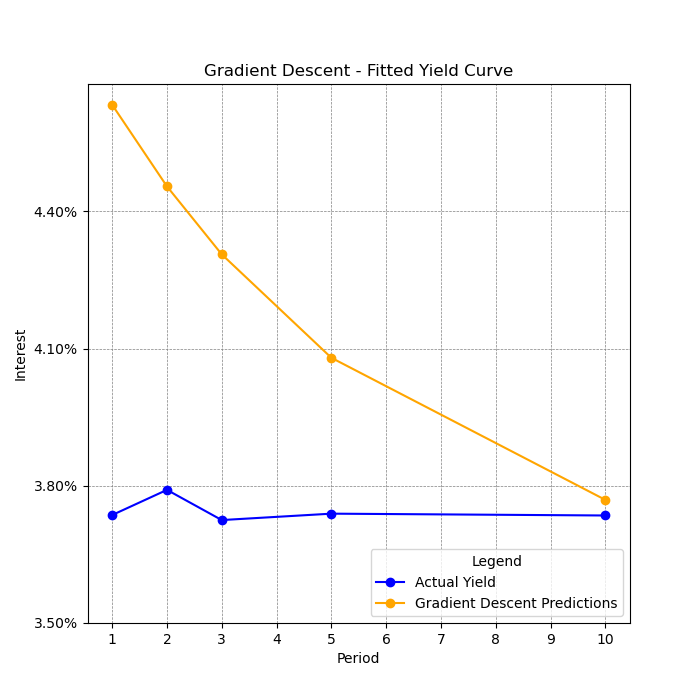 Gradient Descent - Fitted Yield Curve
4.40%
4.10%
3.80%
3.50%
Interest
Legend
Actual Yield
Gradient Descent Predictions
1 2 3 4 5 6 7 8 9 10
Period